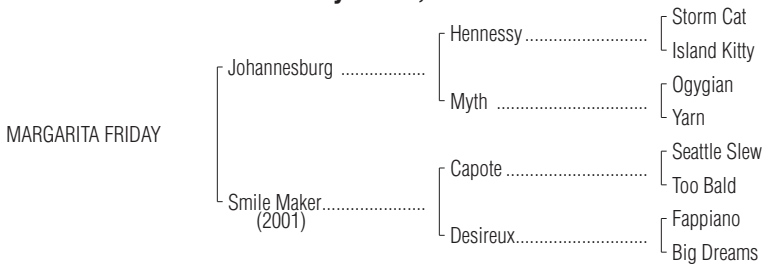 Storm Cat
Hennessy
Island Kitty
Johannesburg
Ogygian
Myth
Yarn
MARGARITA FRIDAY
Seattle Slew
Capote
Too Bald
Smile Maker
(2001)
Fappiano
Desireux
Big Dreams